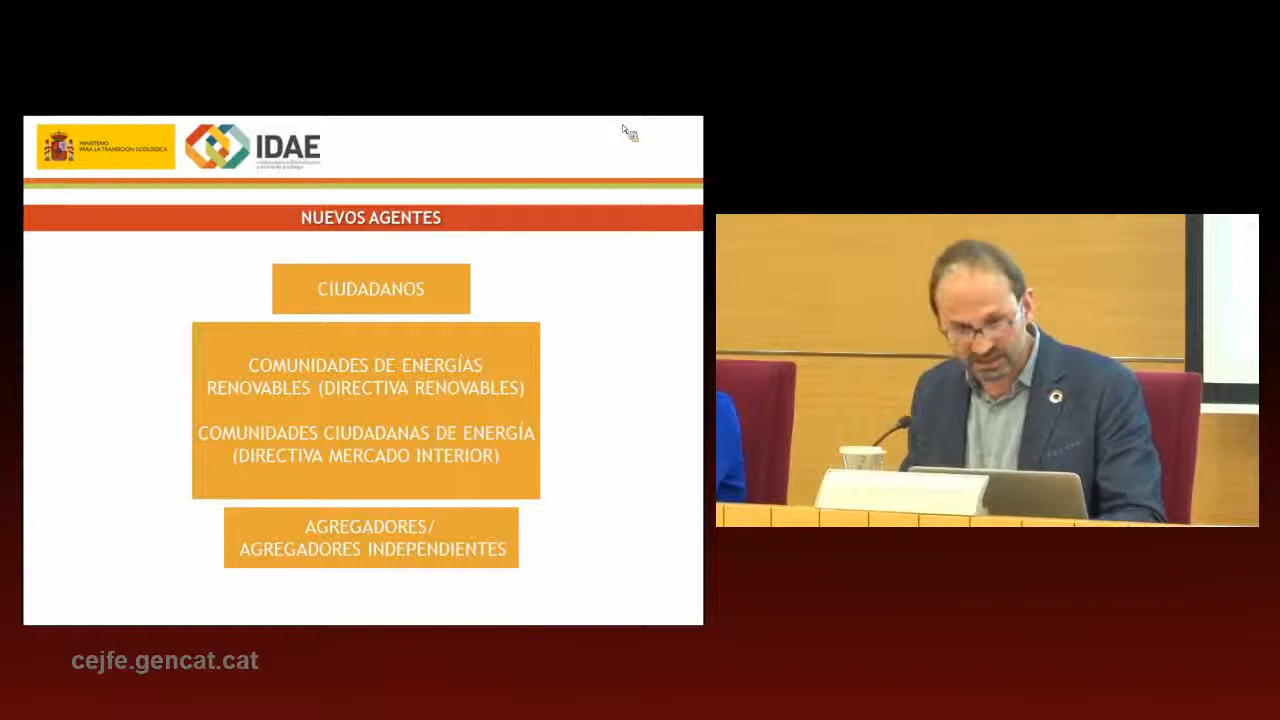 MINISTERIO
PARA LA TRANSICIÓN ECOLÓGICA
IDAE
NUEVOS AGENTES
CIUDADANOS
COMUNIDADES DE ENERGÍAS
RENOVABLES (DIRECTIVA RENOVABLES)
COMUNIDADES CIUDADANAS DE ENERGÍA
(DIRECTIVA MERCADO INTERIOR)
AGREGADORES/
AGREGADORES INDEPENDIENTES
cejfe.gencat.cat